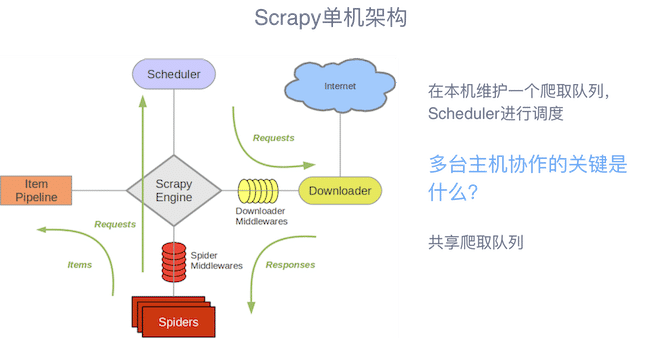 Scrapy单机架构
Scheduler
Internet
Requests
Item
Pipeline
Scrapy
Engine
Downloader
Downloader
Middlewares
Requests
Spider
Middlewares
Items
Responses
Spiders
在本机维护一个爬取队列,
Scheduler进行调度
多台主机协作的关键是
什么?
共享爬取队列